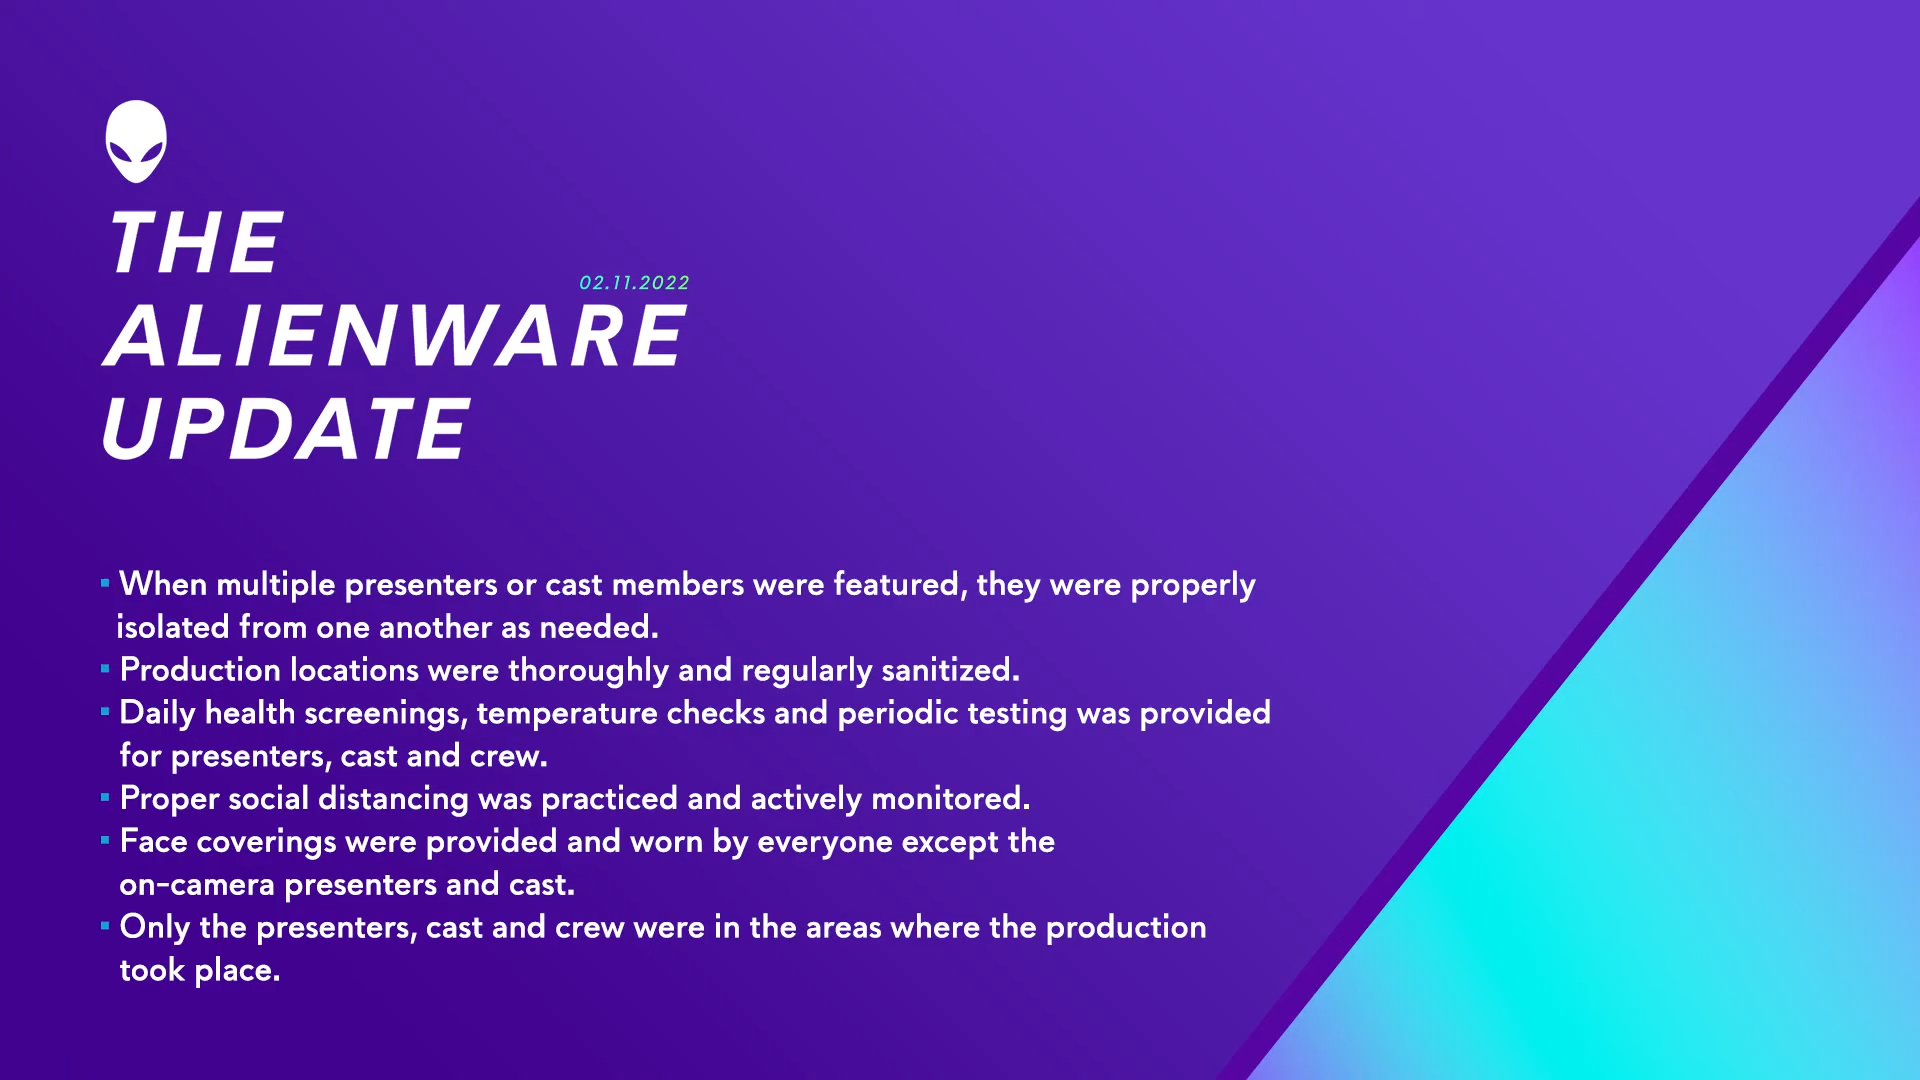 THE
02.11.2022
ALIENWARE
UPDATE
▪ When multiple presenters or cast members were featured, they were properly
isolated from one another as needed.
▪ Production locations were thoroughly and regularly sanitized.
▪ Daily health screenings, temperature checks and periodic testing was provided
for presenters, cast and crew.
▪ Proper social distancing was practiced and actively monitored.
▪ Face coverings were provided and worn by everyone except the
on-camera presenters and cast.
▪ Only the presenters, cast and crew were in the areas where the production
took place.